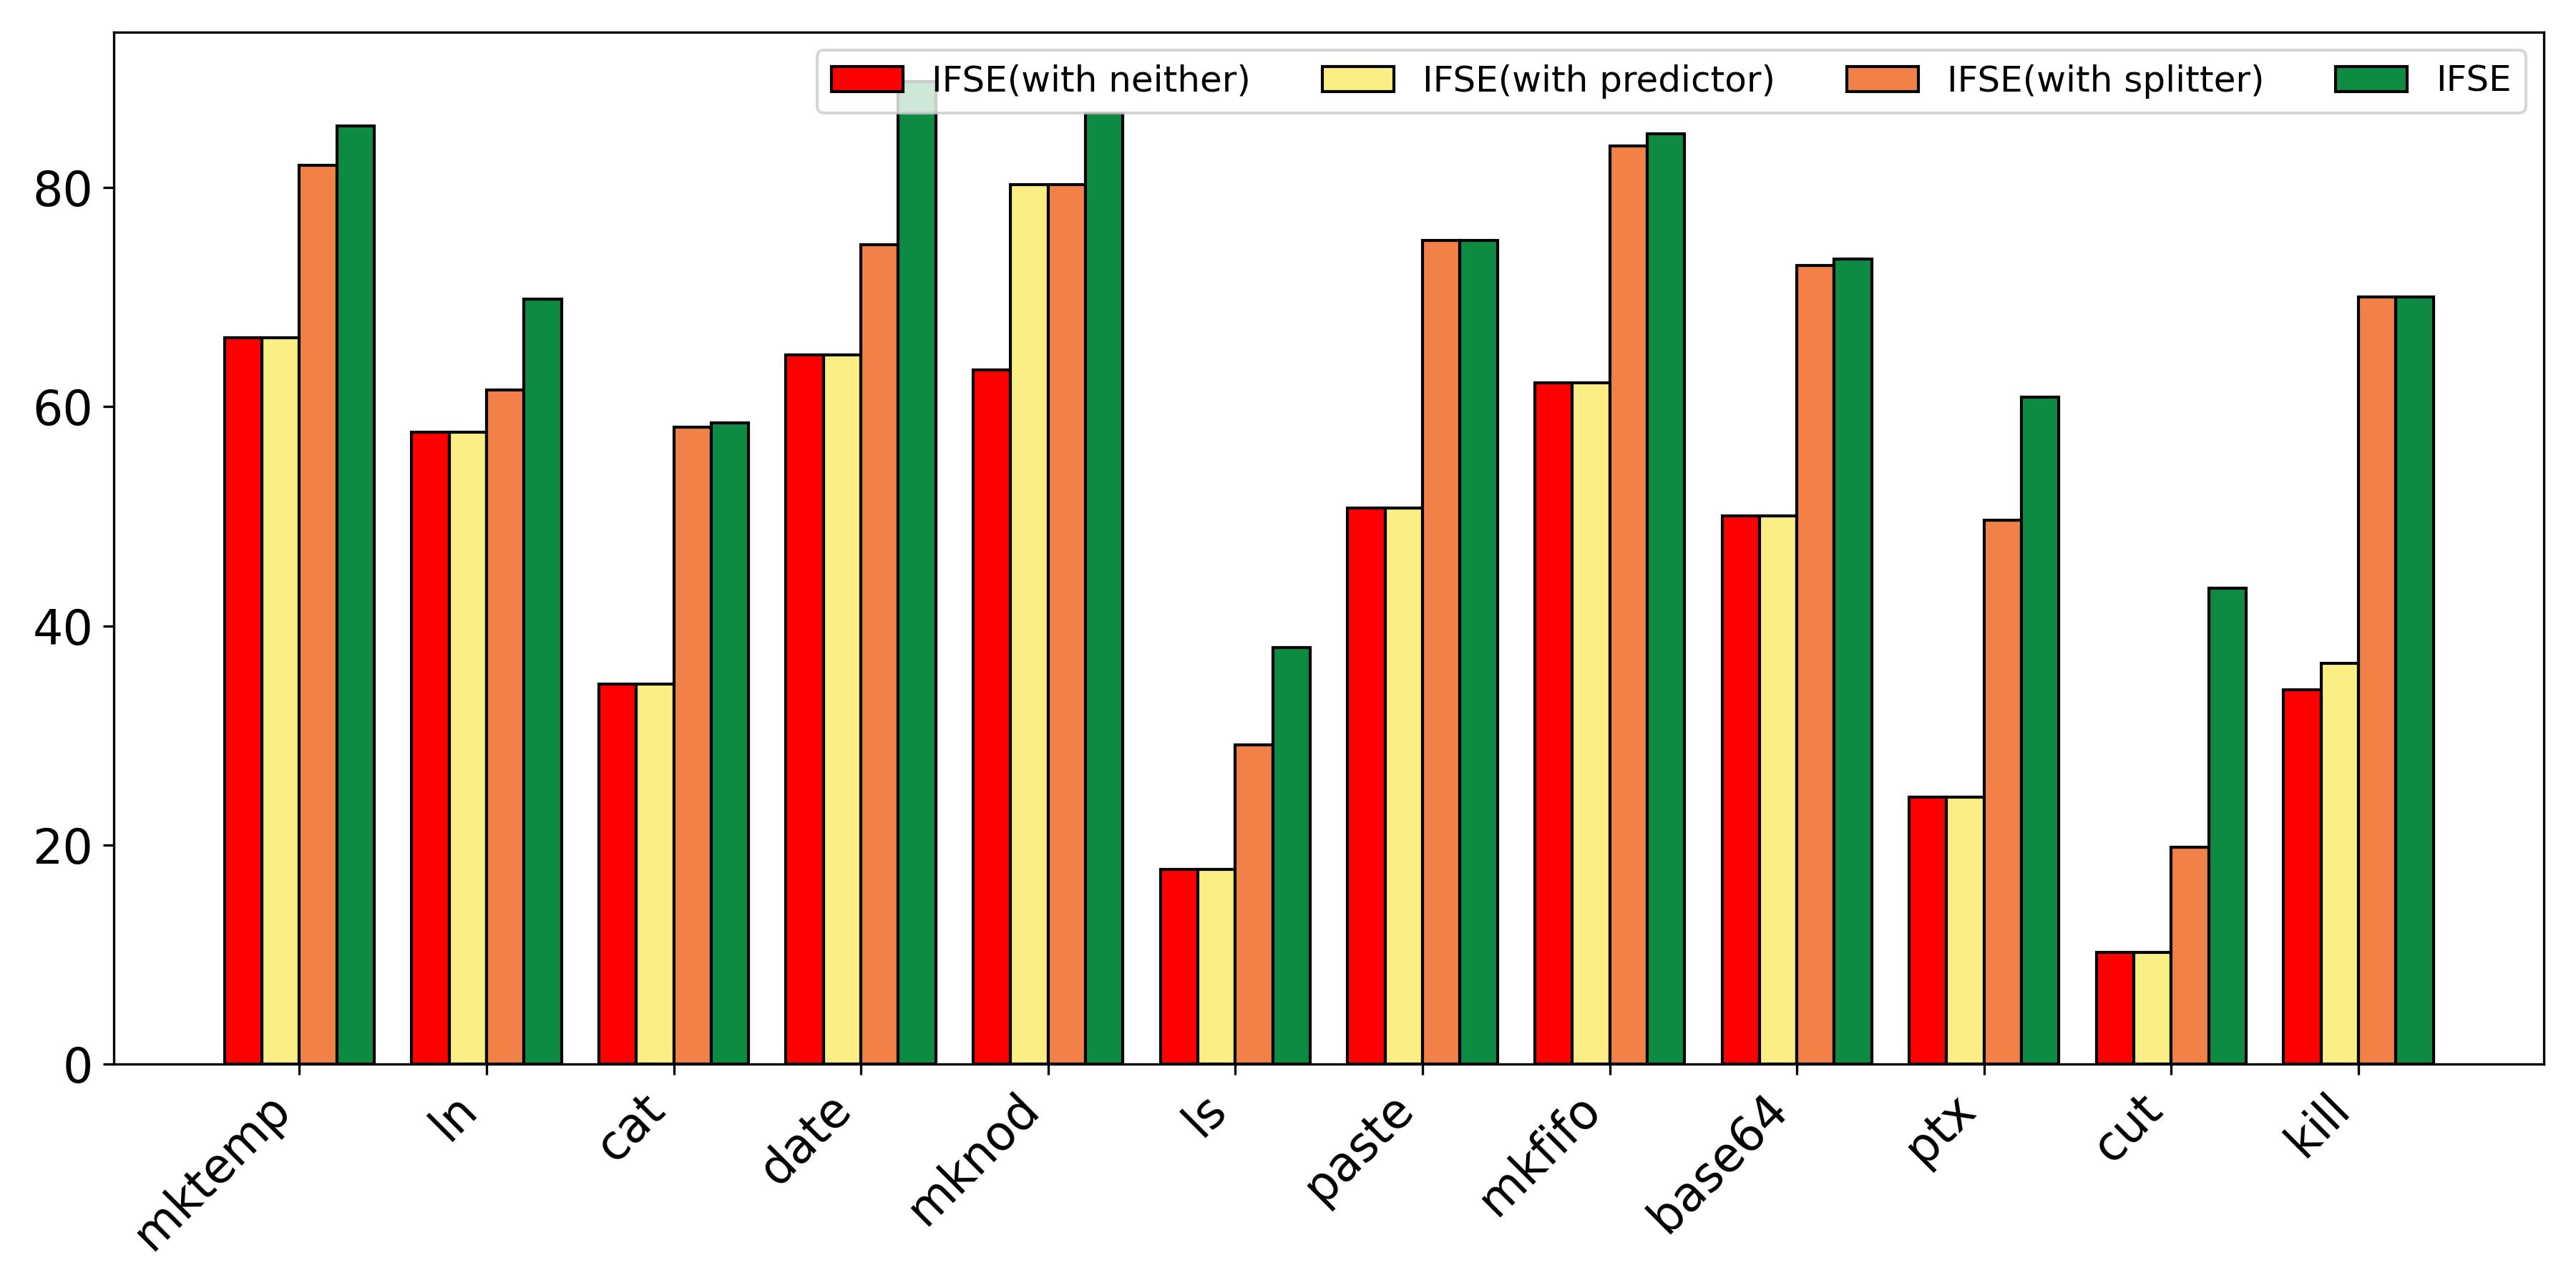 IFSE(with neither) IFSE(with predictor) IFSE(with splitter) IFSE
80
60
40
20
0
mktemp ln cat date mknod ls paste mkfifo base64 ptx cut kill